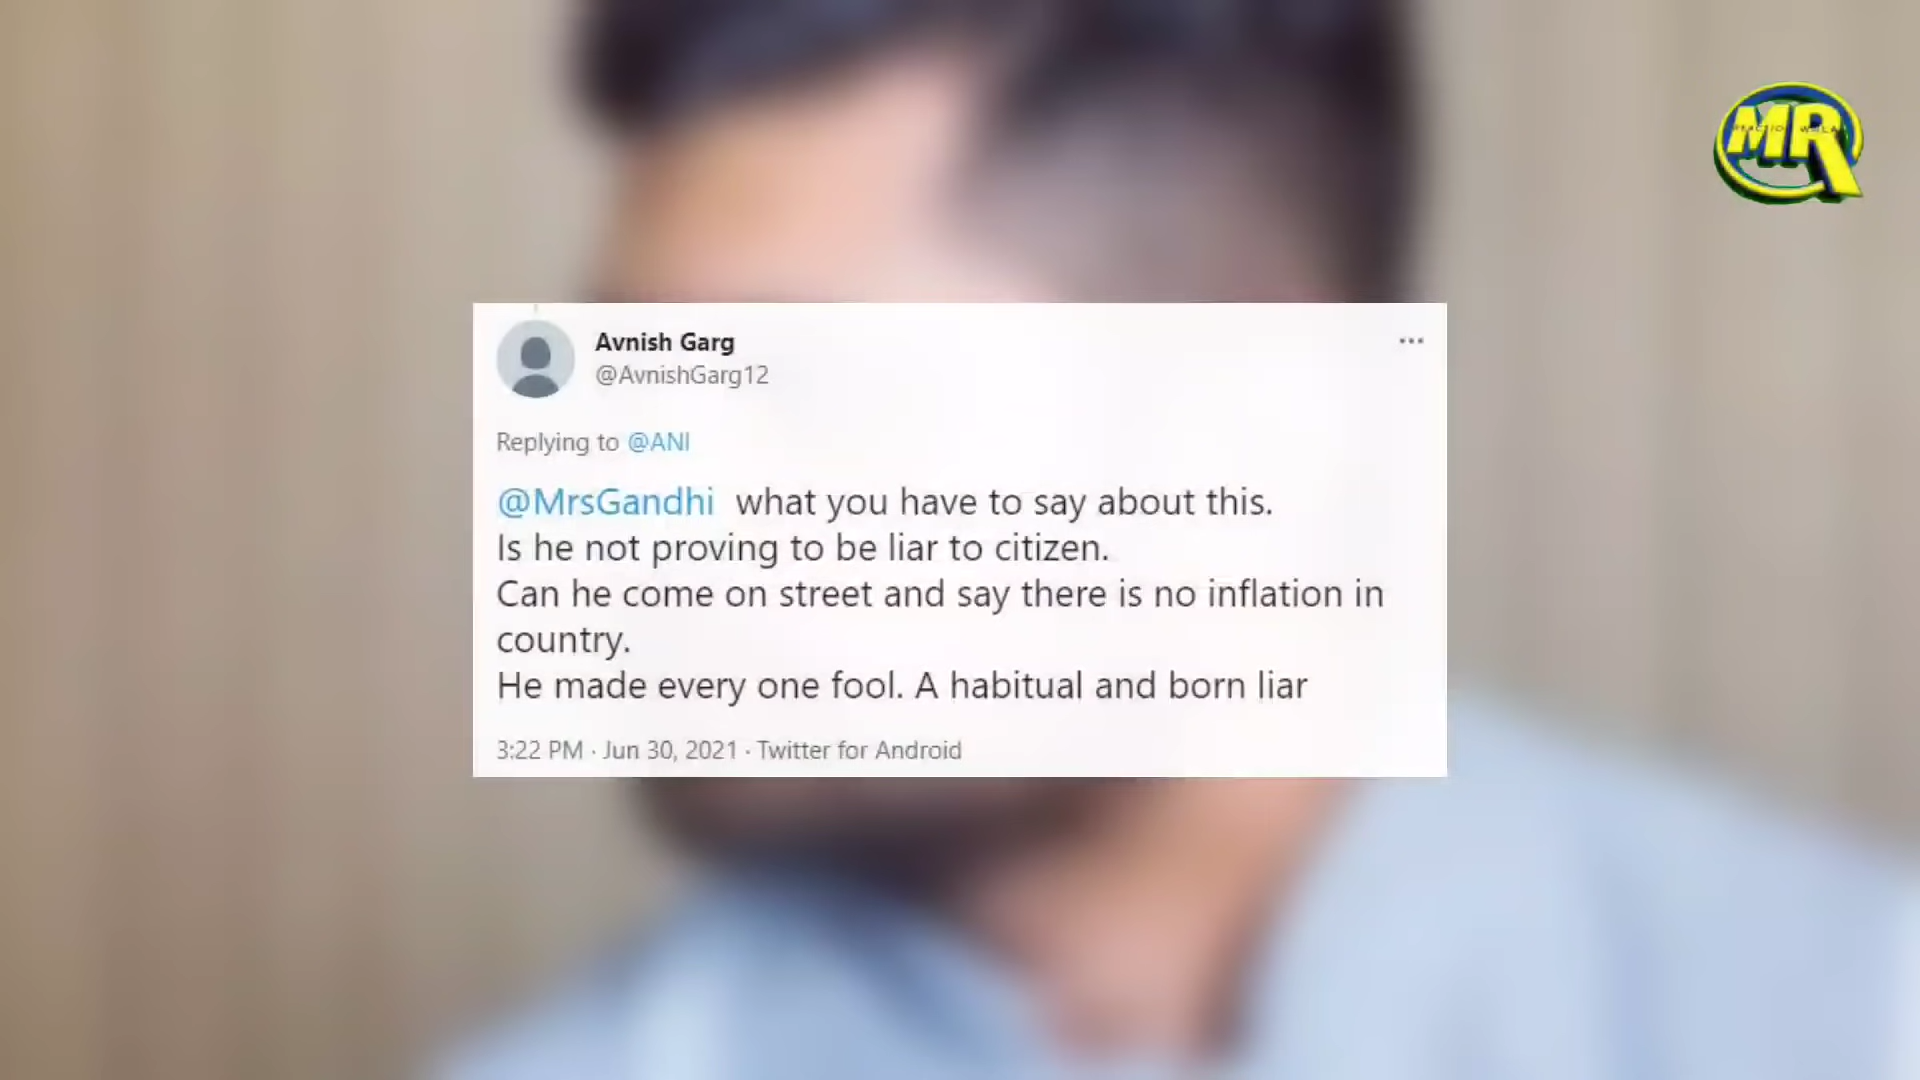 MR
REACTION WALA
Avnish Garg
@AvnishGarg12
Replying to @ANI
@MrsGandhi what you have to say about this.
Is he not proving to be liar to citizen.
Can he come on street and say there is no inflation in
country.
He made every one fool. A habitual and born liar
3:22 PM · Jun 30, 2021 · Twitter for Android